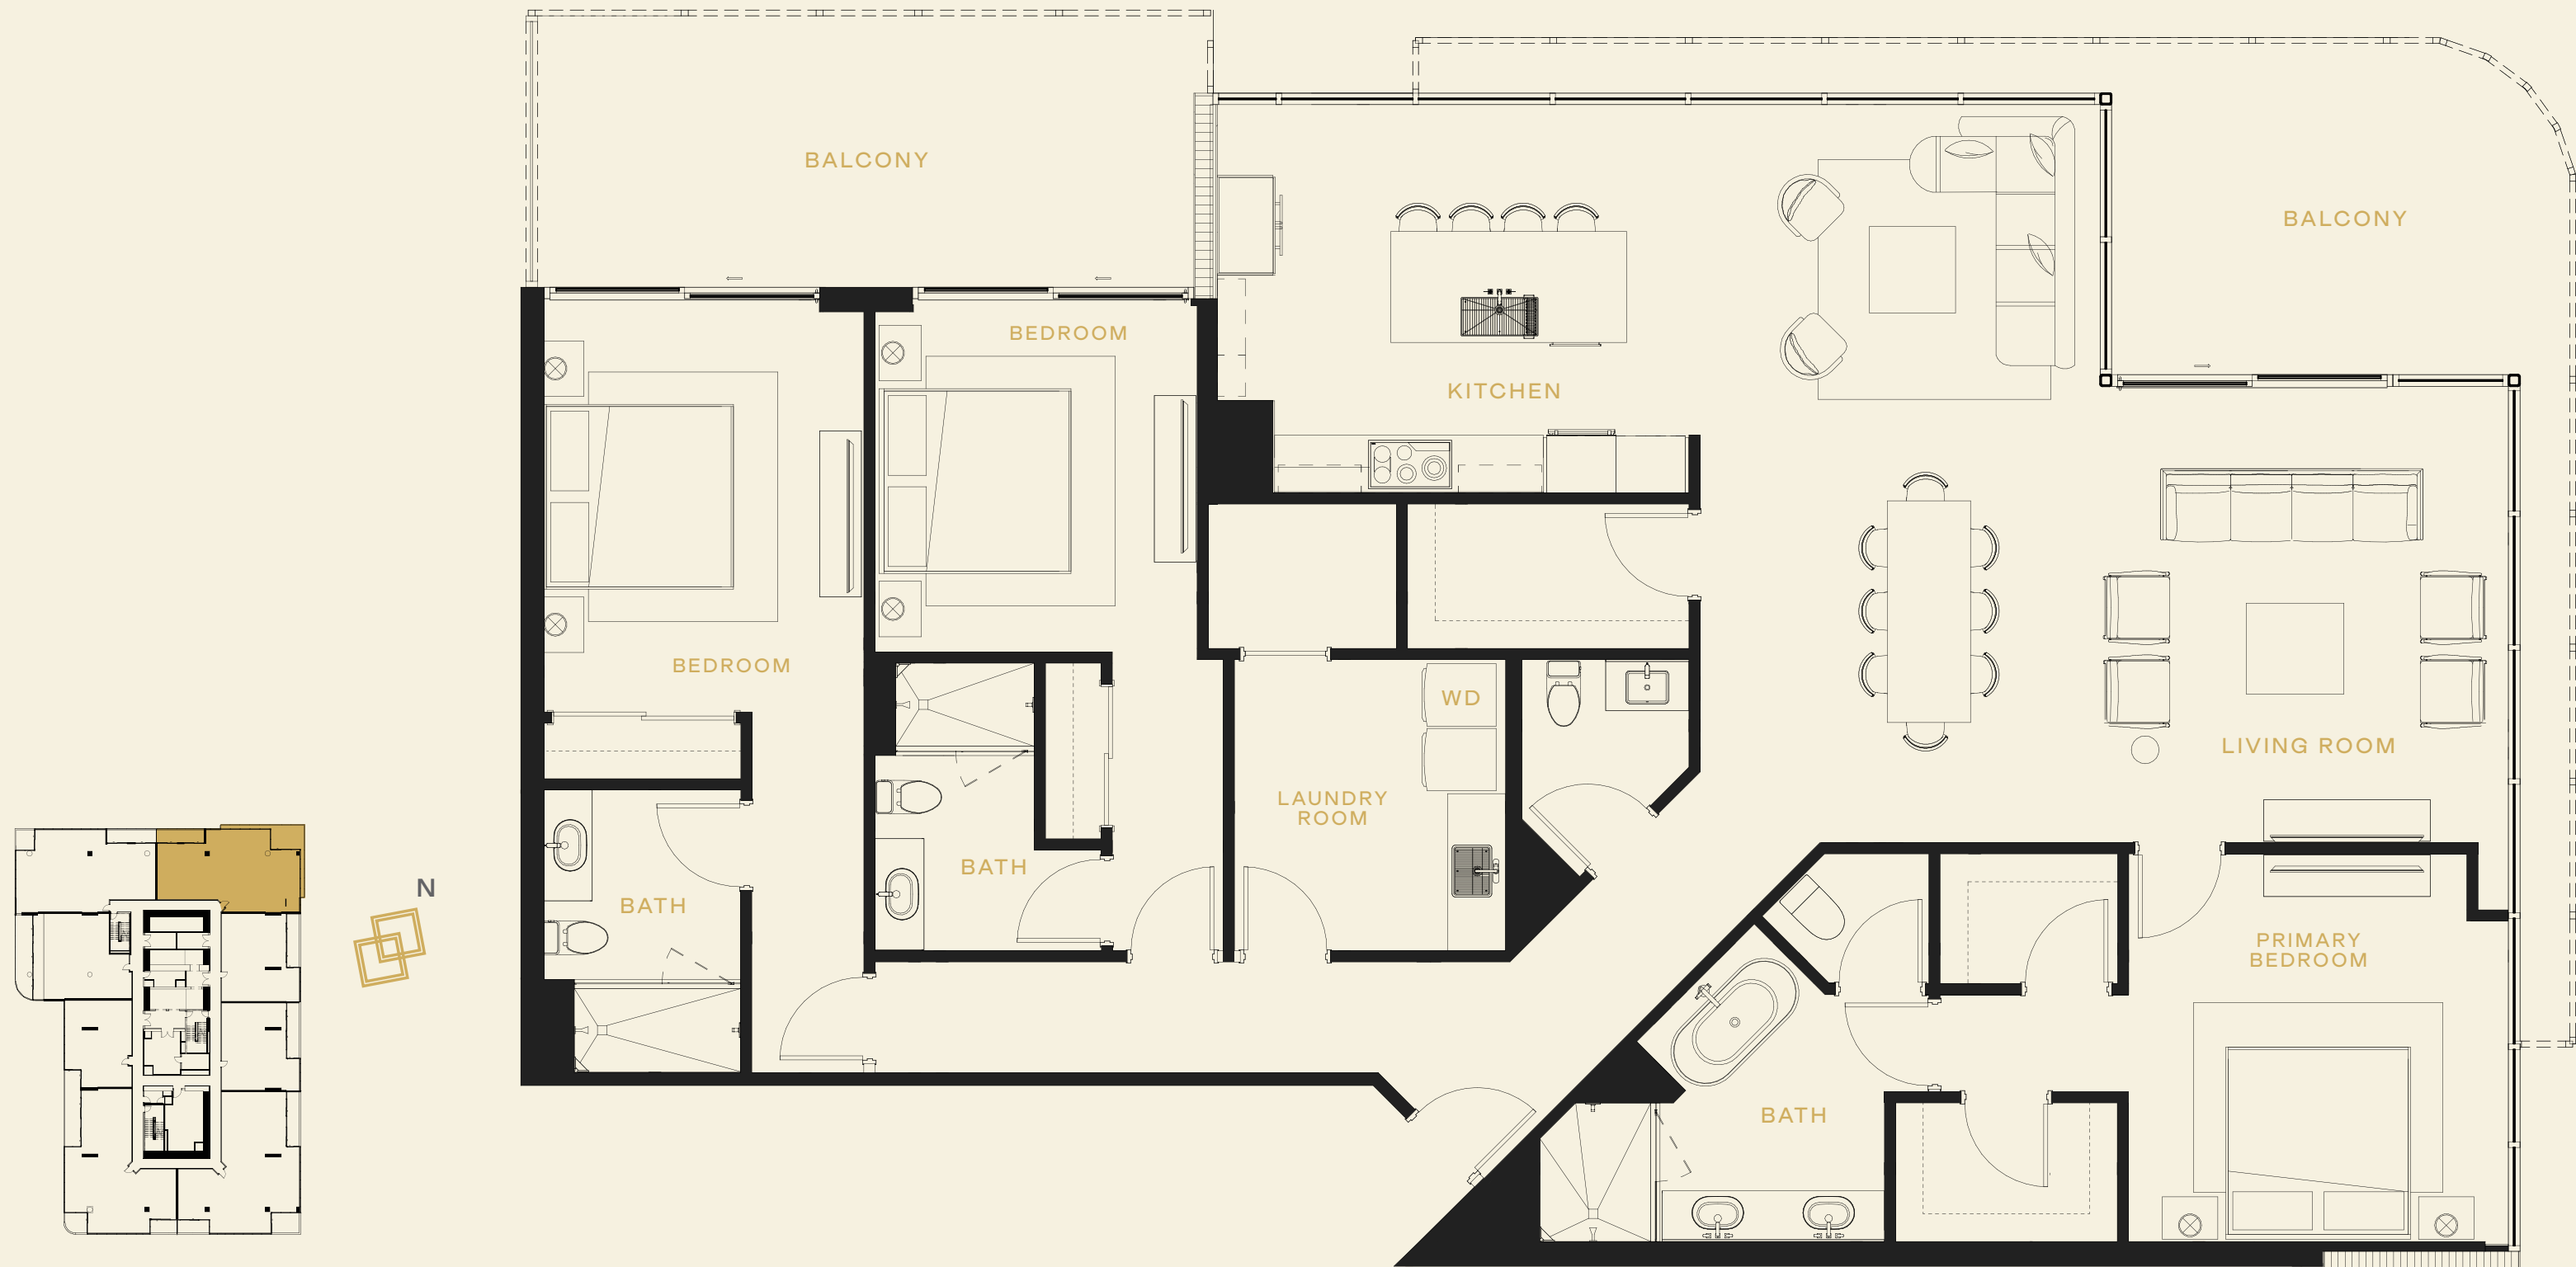 BALCONY
BALCONY
BEDROOM
KITCHEN
BEDROOM
WD
LIVING ROOM
LAUNDRY
ROOM
BATH
BATH
N
PRIMARY
BEDROOM
BATH